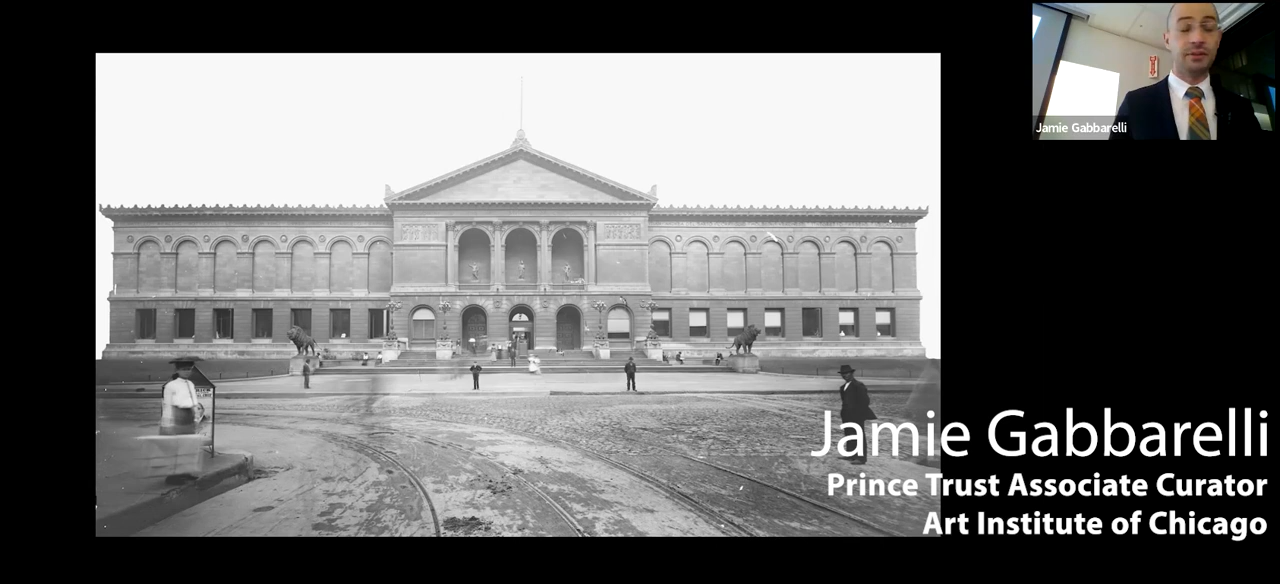 Jamie Gabbarelli
Jamie Gabbarelli
Prince Trust Associate Curator
Art Institute of Chicago